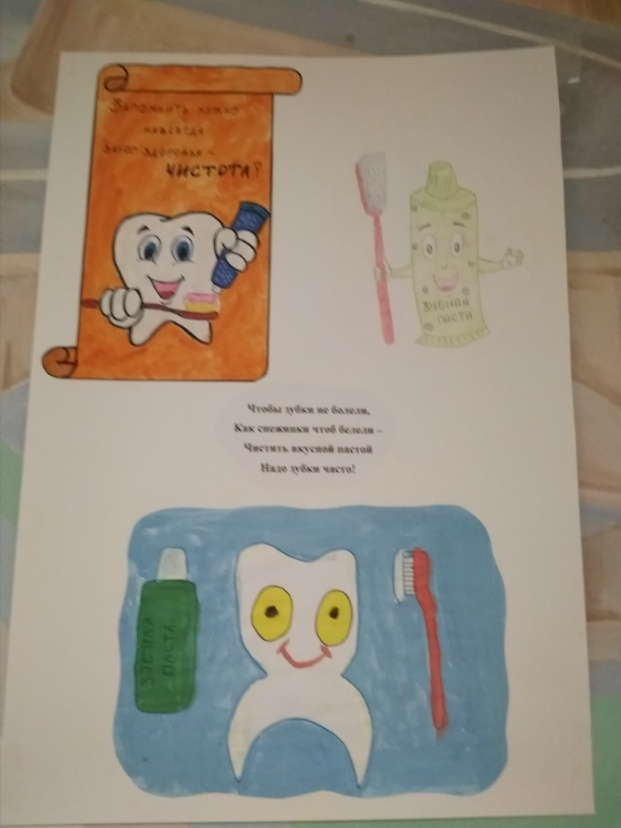 Запомнить нужно
навсегда
Залог здоровья –
ЧИСТОТА!
ЗУБНАЯ
ПАСТА
Чтобы зубки не болели,
Как снежинки чтоб белели –
Чистить вкусной пастой
Надо зубки часто!
ЗУБНАЯ
ПАСТА